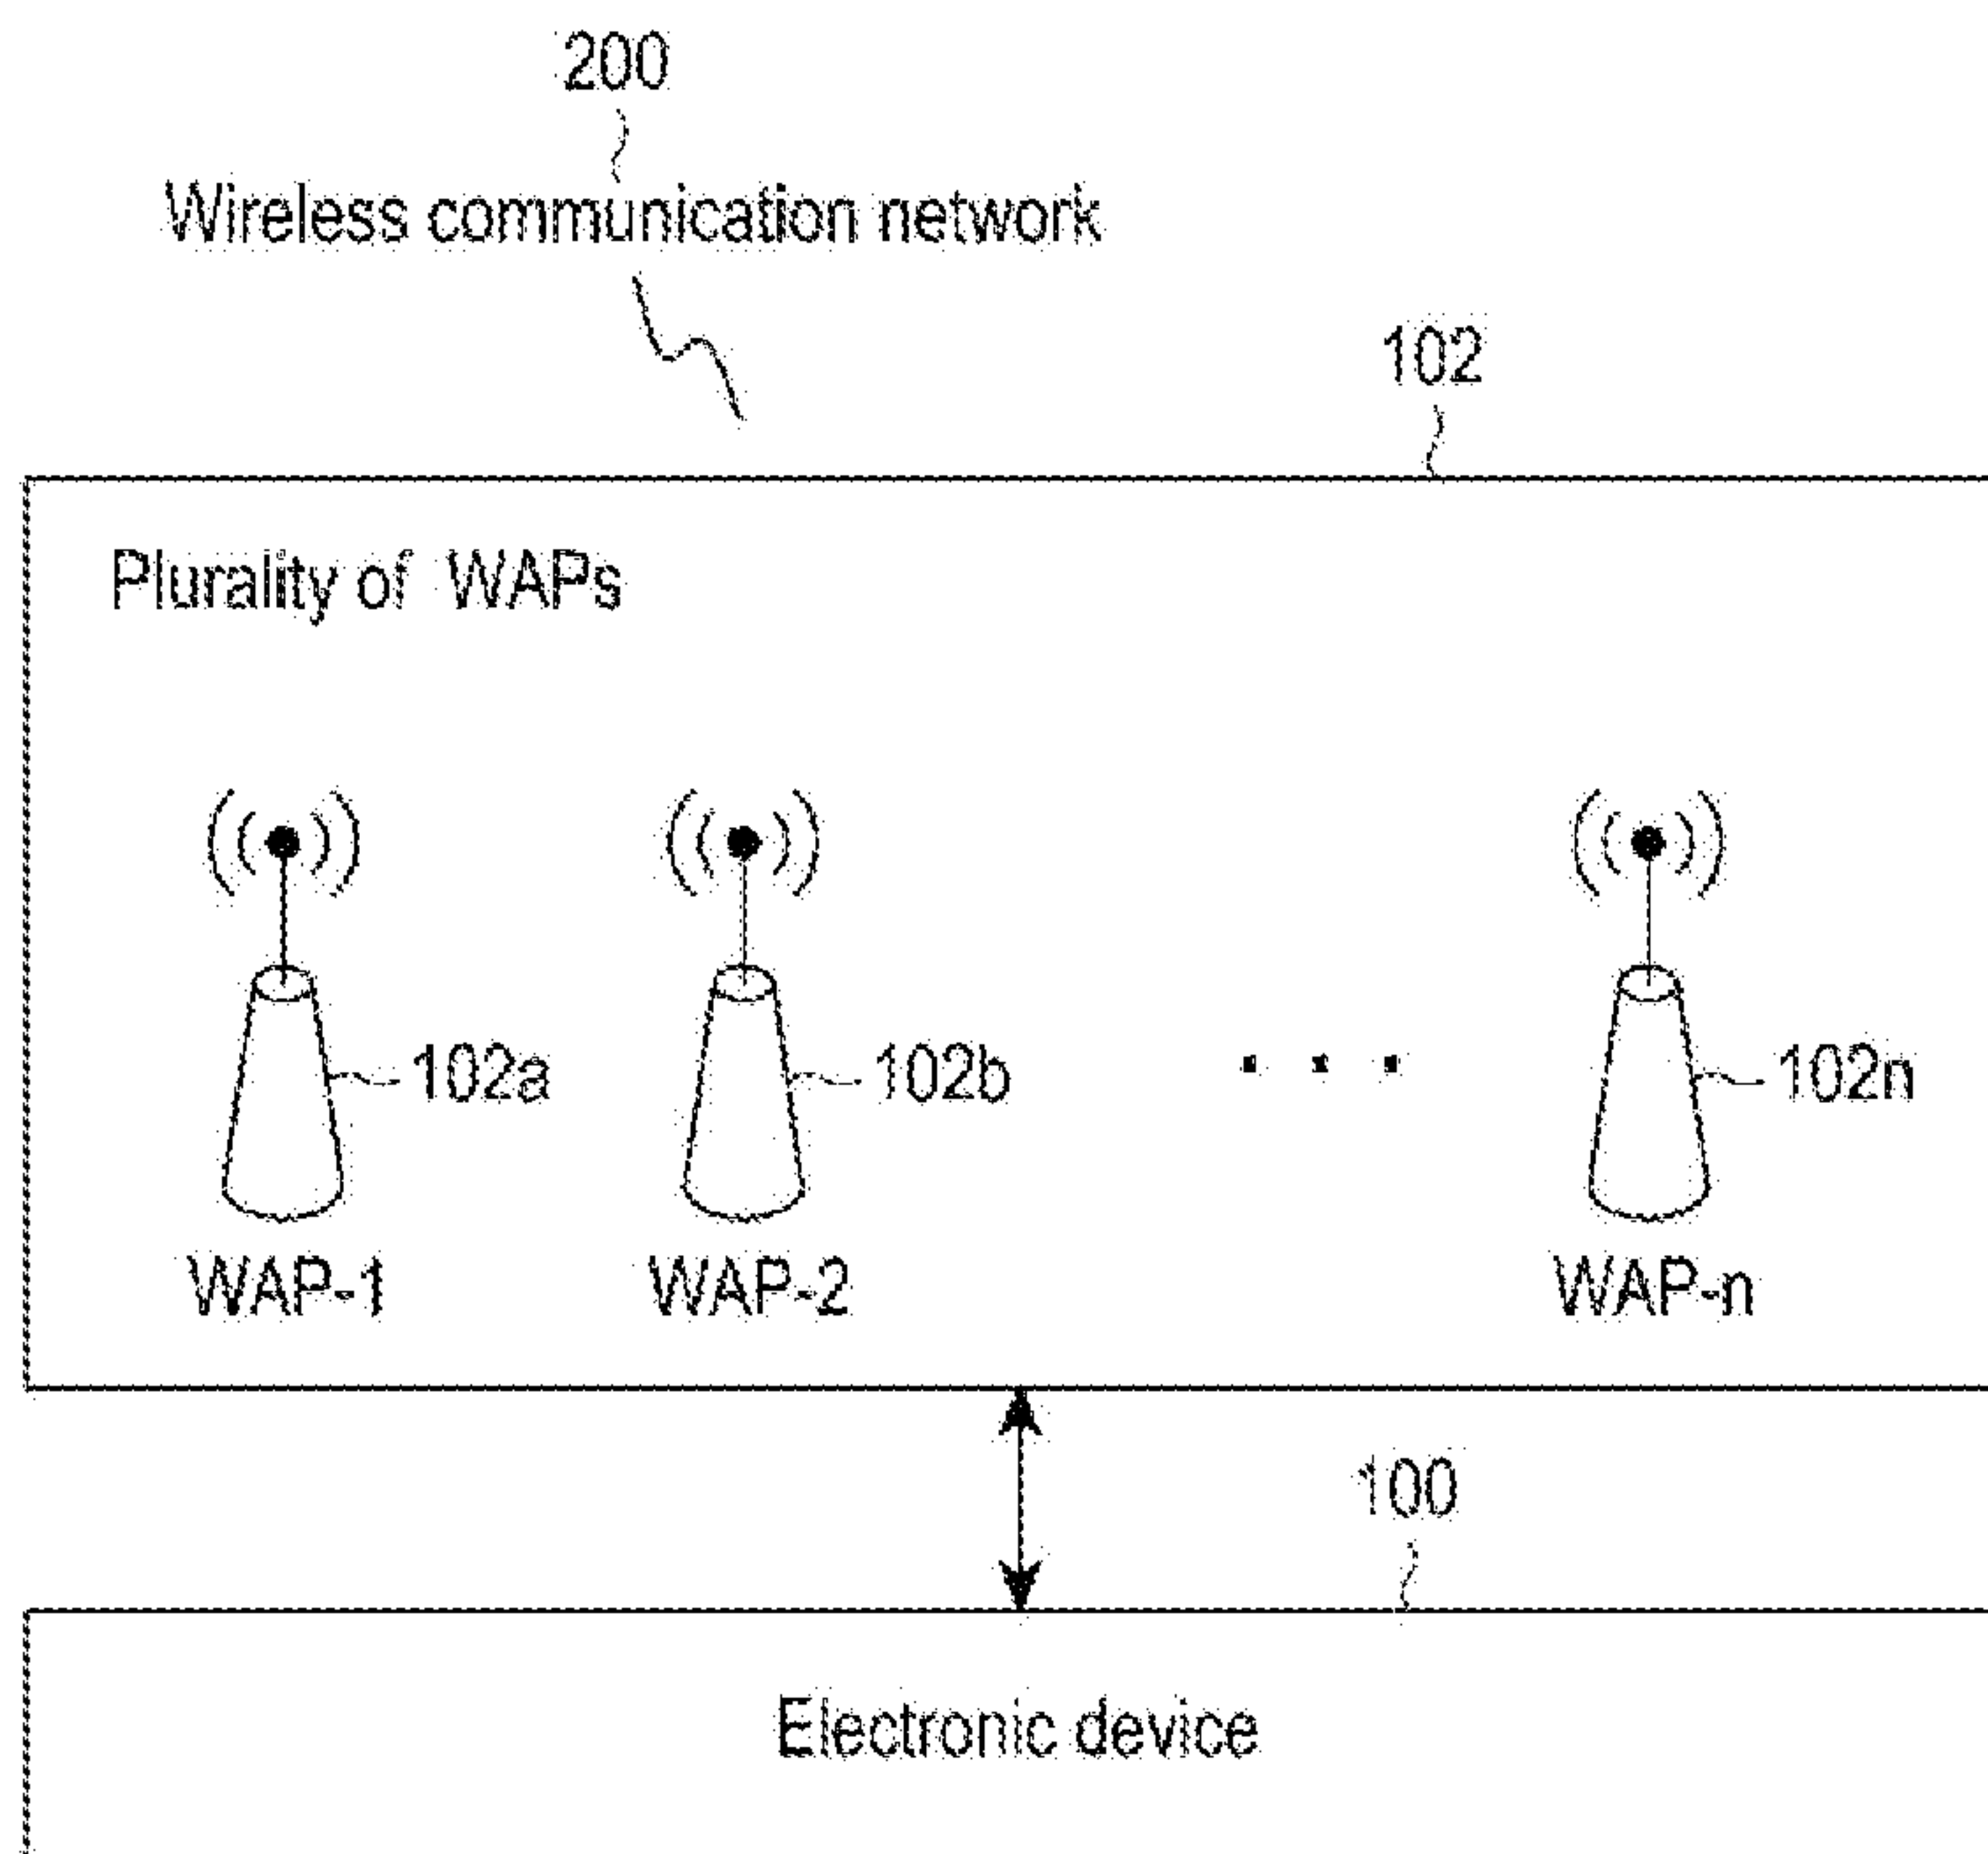 200
Wireless communication network
102
Plurality of WAPs
102a
102b
. . .
102n
WAP-1
WAP-2
WAP-n
100
Electronic device